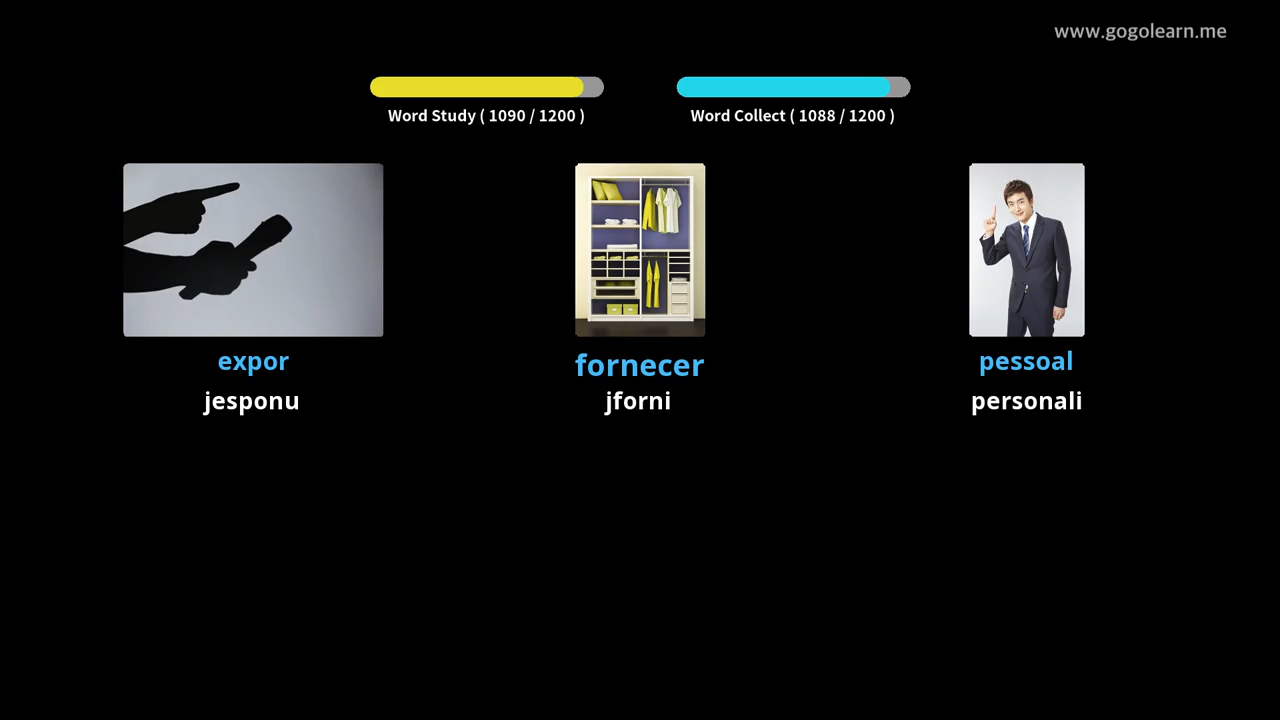 www.gogolearn.me
Word Study ( 1090 / 1200 )
Word Collect ( 1088 / 1200 )
expor
fornecer
pessoal
jesponu
jforni
personali